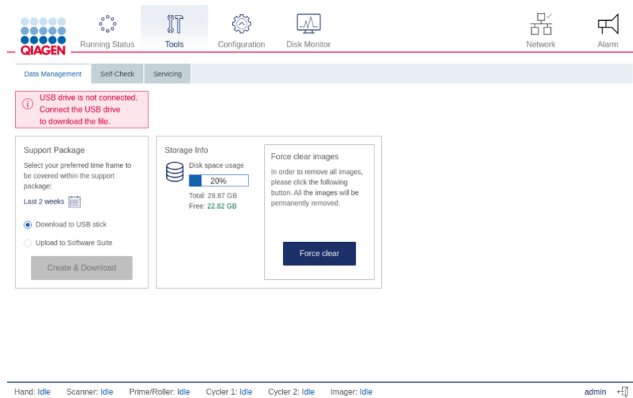 QIAGEN
Running Status
Tools
Configuration
Disk Monitor
Network
Alarm
Data Management
Self-Check
Servicing
USB drive is not connected.
Connect the USB drive
to download the file.
Support Package
Select your preferred time frame to
be covered within the support
package:
Last 2 weeks
Download to USB stick
Upload to Software Suite
Create & Download
Storage Info
Disk space usage
20%
Total: 28.87 GB
Free: 22.82 GB
Force clear images
In order to remove all images,
please click the following
button. All the images will be
permanently removed.
Force clear
Hand: Idle Scanner: Idle Prime/Roller: Idle Cycler 1: Idle Cycler 2: Idle Imager: Idle admin